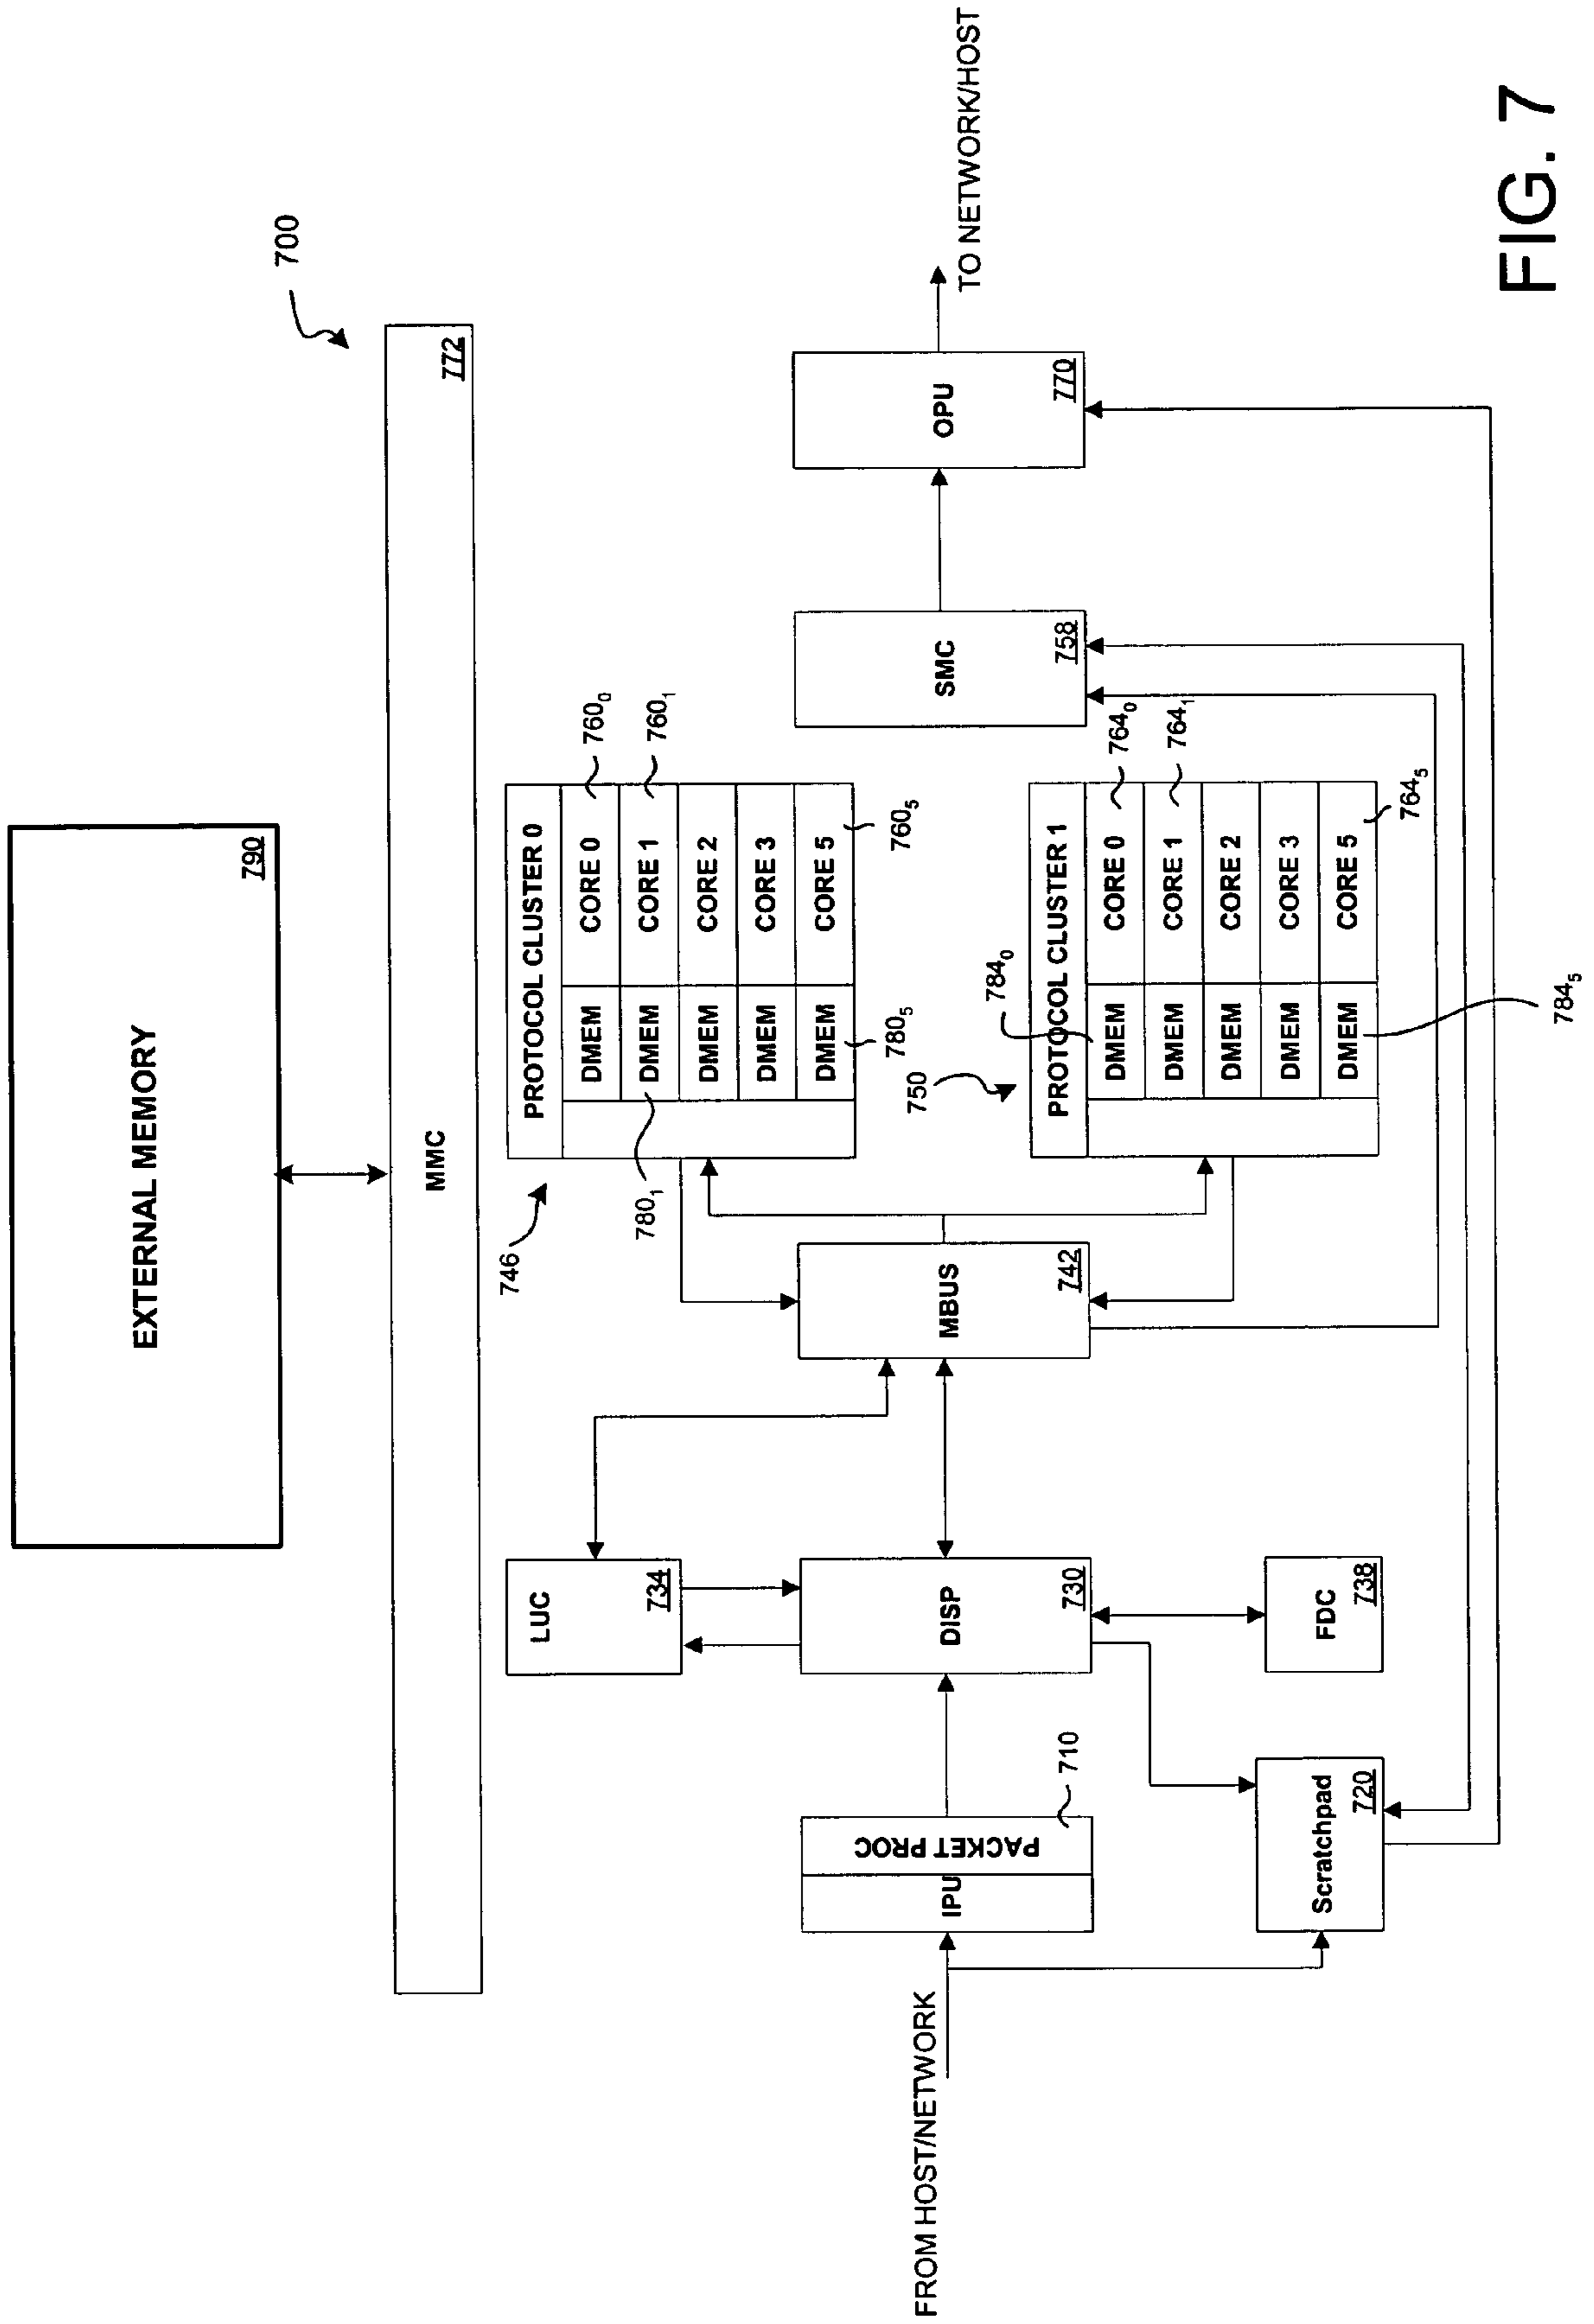 700
EXTERNAL MEMORY
790
MMC
772
746
PROTOCOL CLUSTER 0
DMEM CORE 0
DMEM CORE 1
DMEM CORE 2
DMEM CORE 3
DMEM CORE 5
760₀
760₁
760₅
780₁
780₅
LUC
734
FROM HOST/NETWORK
IPU
PACKET PROC
710
DISP
730
MBUS
742
SMC
758
OPU
770
TO NETWORK/HOST
750
784₀
PROTOCOL CLUSTER 1
DMEM CORE 0
DMEM CORE 1
DMEM CORE 2
DMEM CORE 3
DMEM CORE 5
764₀
764₁
764₅
784₅
Scratchpad
720
FDC
738
FIG. 7